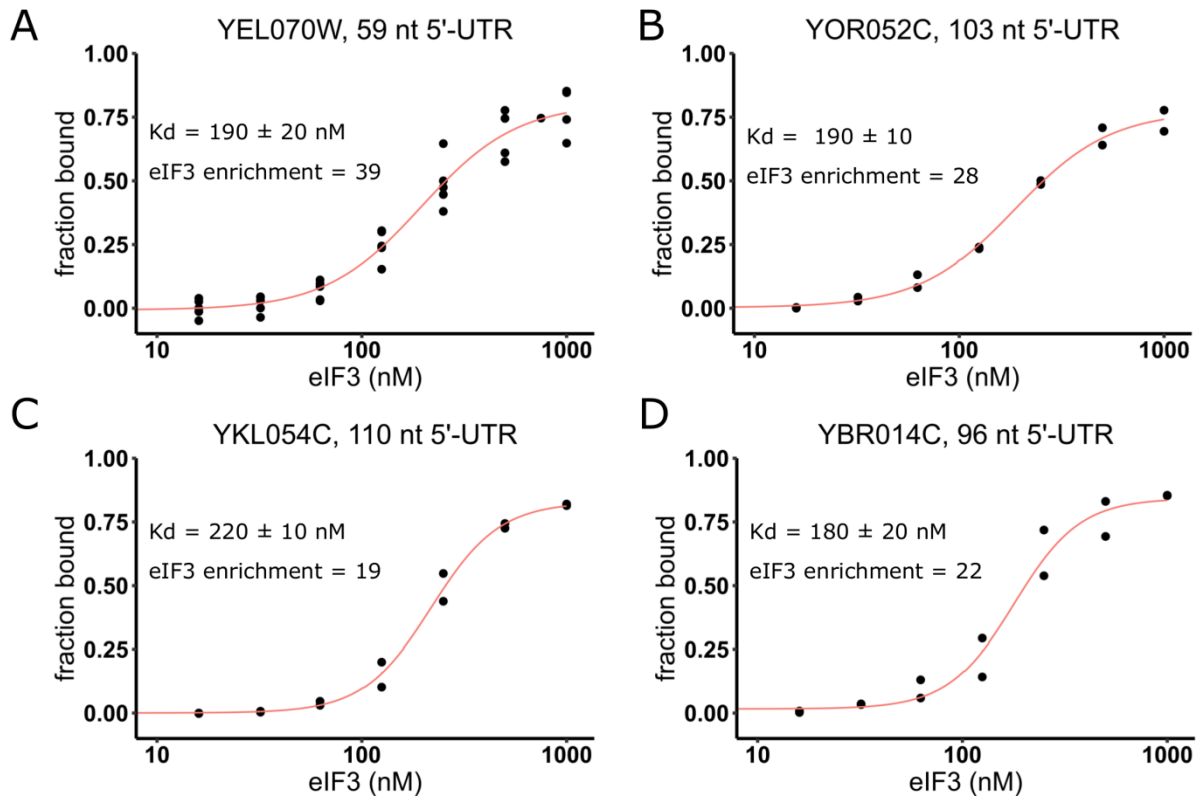 A
YEL070W, 59 nt 5'-UTR
1.00
0.75
0.50
0.25
0.00
fraction bound
Kd = 190 ± 20 nM
eIF3 enrichment = 39
10
100
1000
eIF3 (nM)
B
YOR052C, 103 nt 5'-UTR
1.00
0.75
0.50
0.25
0.00
fraction bound
Kd = 190 ± 10
eIF3 enrichment = 28
10
100
1000
eIF3 (nM)
C
YKL054C, 110 nt 5'-UTR
1.00
0.75
0.50
0.25
0.00
fraction bound
Kd = 220 ± 10 nM
eIF3 enrichment = 19
10
100
1000
eIF3 (nM)
D
YBR014C, 96 nt 5'-UTR
1.00
0.75
0.50
0.25
0.00
fraction bound
Kd = 180 ± 20 nM
eIF3 enrichment = 22
10
100
1000
eIF3 (nM)